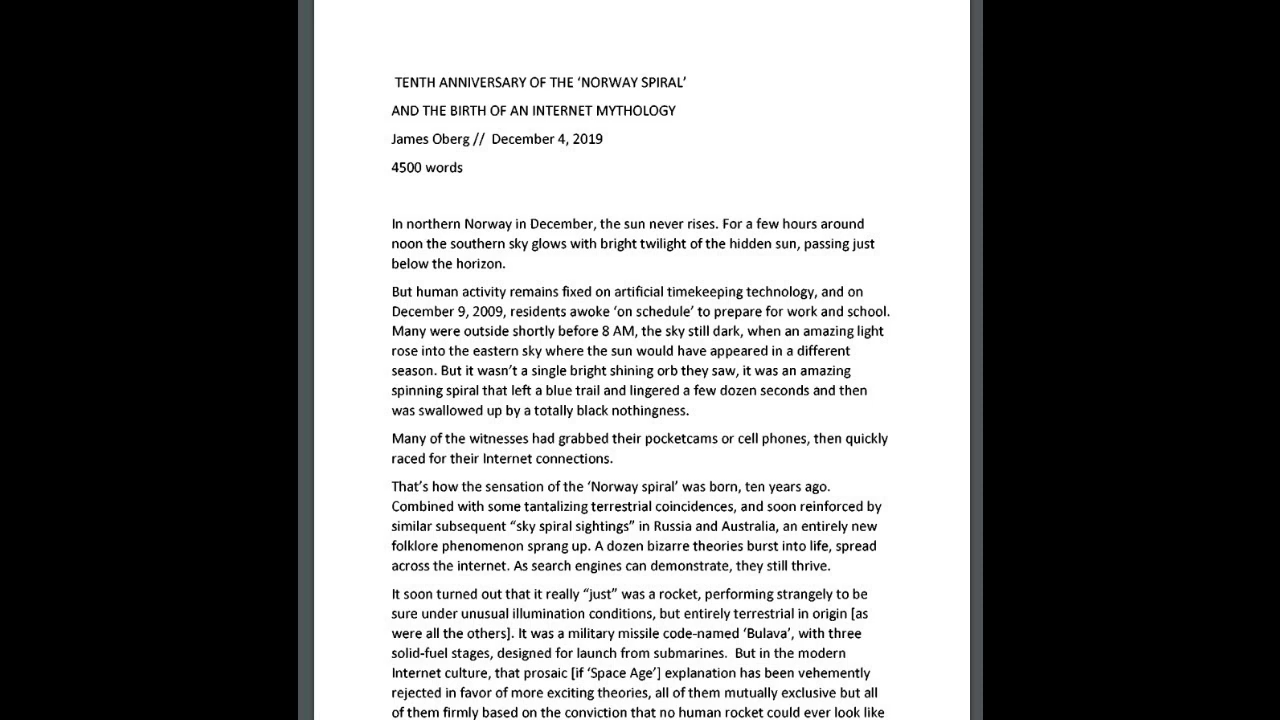 TENTH ANNIVERSARY OF THE ‘NORWAY SPIRAL’
AND THE BIRTH OF AN INTERNET MYTHOLOGY
James Oberg // December 4, 2019
4500 words
In northern Norway in December, the sun never rises. For a few hours around
noon the southern sky glows with bright twilight of the hidden sun, passing just
below the horizon.
But human activity remains fixed on artificial timekeeping technology, and on
December 9, 2009, residents awoke ‘on schedule’ to prepare for work and school.
Many were outside shortly before 8 AM, the sky still dark, when an amazing light
rose into the eastern sky where the sun would have appeared in a different
season. But it wasn’t a single bright shining orb they saw, it was an amazing
spinning spiral that left a blue trail and lingered a few dozen seconds and then
was swallowed up by a totally black nothingness.
Many of the witnesses had grabbed their pocketcams or cell phones, then quickly
raced for their Internet connections.
That’s how the sensation of the ‘Norway spiral’ was born, ten years ago.
Combined with some tantalizing terrestrial coincidences, and soon reinforced by
similar subsequent “sky spiral sightings” in Russia and Australia, an entirely new
folklore phenomenon sprang up. A dozen bizarre theories burst into life, spread
across the internet. As search engines can demonstrate, they still thrive.
It soon turned out that it really “just” was a rocket, performing strangely to be
sure under unusual illumination conditions, but entirely terrestrial in origin [as
were all the others]. It was a military missile code-named ‘Bulava’, with three
solid-fuel stages, designed for launch from submarines. But in the modern
Internet culture, that prosaic [if ‘Space Age’] explanation has been vehemently
rejected in favor of more exciting theories, all of them mutually exclusive but all
of them firmly based on the conviction that no human rocket could ever look like